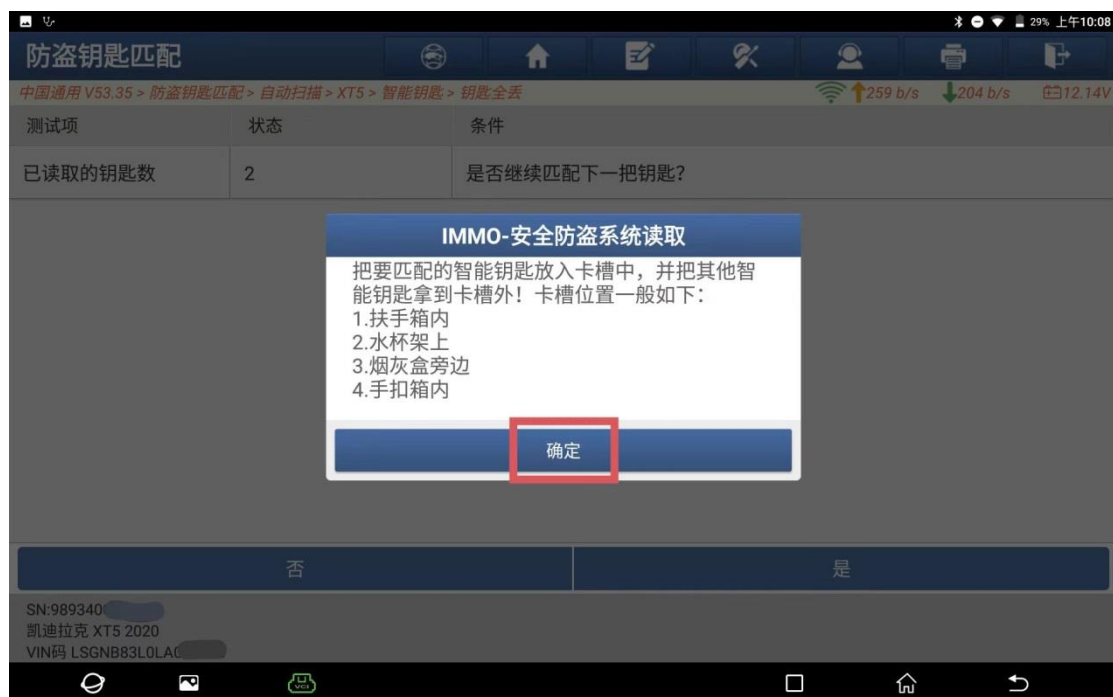 29% 上午10:08
防盗钥匙匹配
中国通用 V53.35 > 防盗钥匙匹配 > 自动扫描 > XT5 > 智能钥匙 > 钥匙全丢 259 b/s 204 b/s 12.14V
测试项 状态 条件
已读取的钥匙数 2 是否继续匹配下一把钥匙？
IMMO-安全防盗系统读取
把要匹配的智能钥匙放入卡槽中，并把其他智
能钥匙拿到卡槽外！卡槽位置一般如下：
1.扶手箱内
2.水杯架上
3.烟灰盒旁边
4.手扣箱内
确定
否 是
SN:989340
凯迪拉克 XT5 2020
VIN码 LSGNB83L0LA
VCI